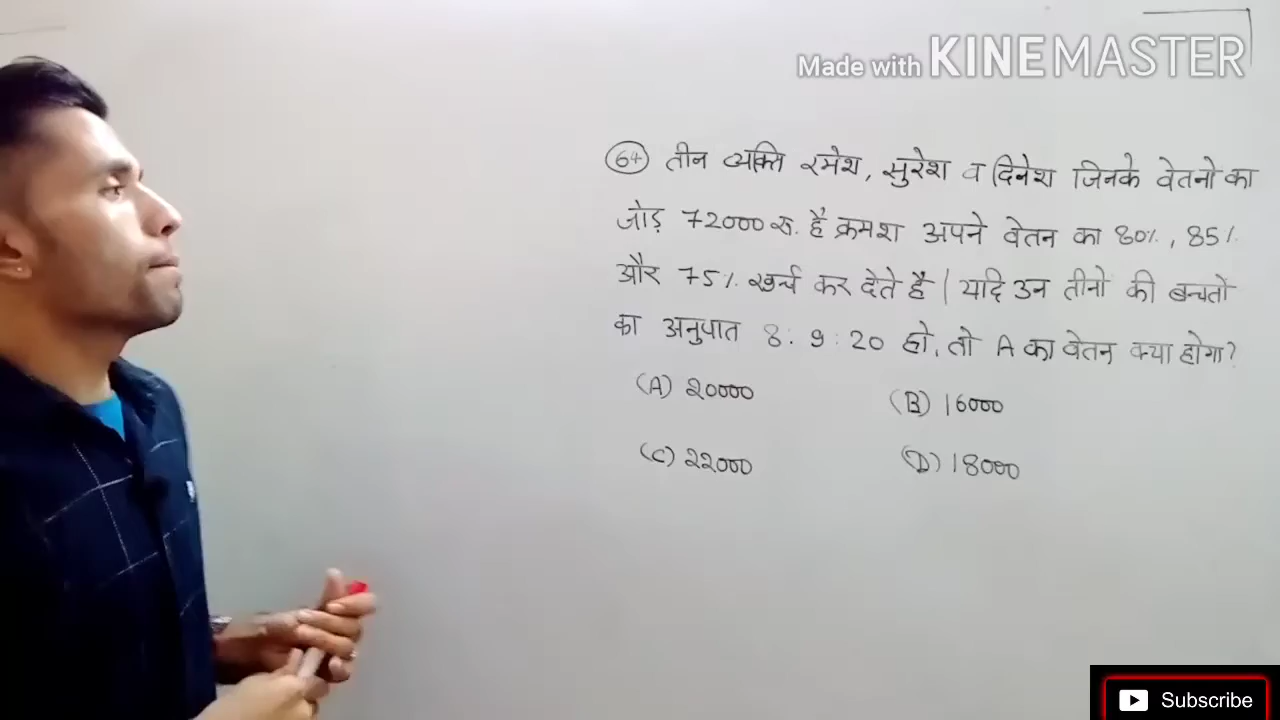 Made with KINEMASTER
64 तीन व्यक्ति रमेश, सुरेश व दिनेश जिनके वेतनो का
जोड़ 72000 रु. है क्रमश अपने वेतन का 80%, 85%
और 75% खर्च कर देते है | यदि उन तीनो की बचतो
का अनुपात 8 : 9 : 20 हो, तो A का वेतन क्या होगा?
(A) 20000 (B) 16000
(C) 22000 (D) 18000
Subscribe